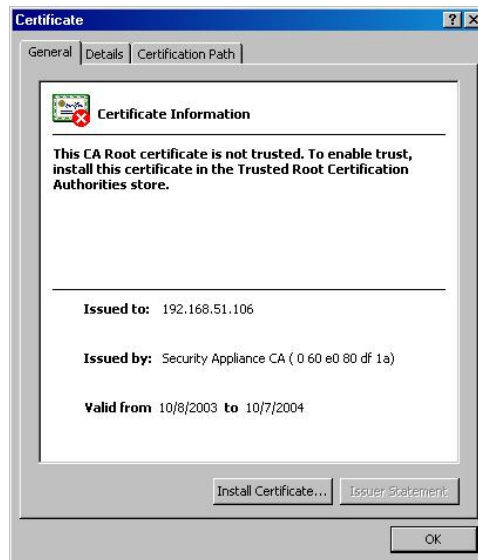 Certificate
General Details Certification Path
Certificate Information
This CA Root certificate is not trusted. To enable trust,
install this certificate in the Trusted Root Certification
Authorities store.
Issued to: 192.168.51.106
Issued by: Security Appliance CA ( 0 60 e0 80 df 1a)
Valid from 10/8/2003 to 10/7/2004
Install Certificate... Issuer Statement
OK